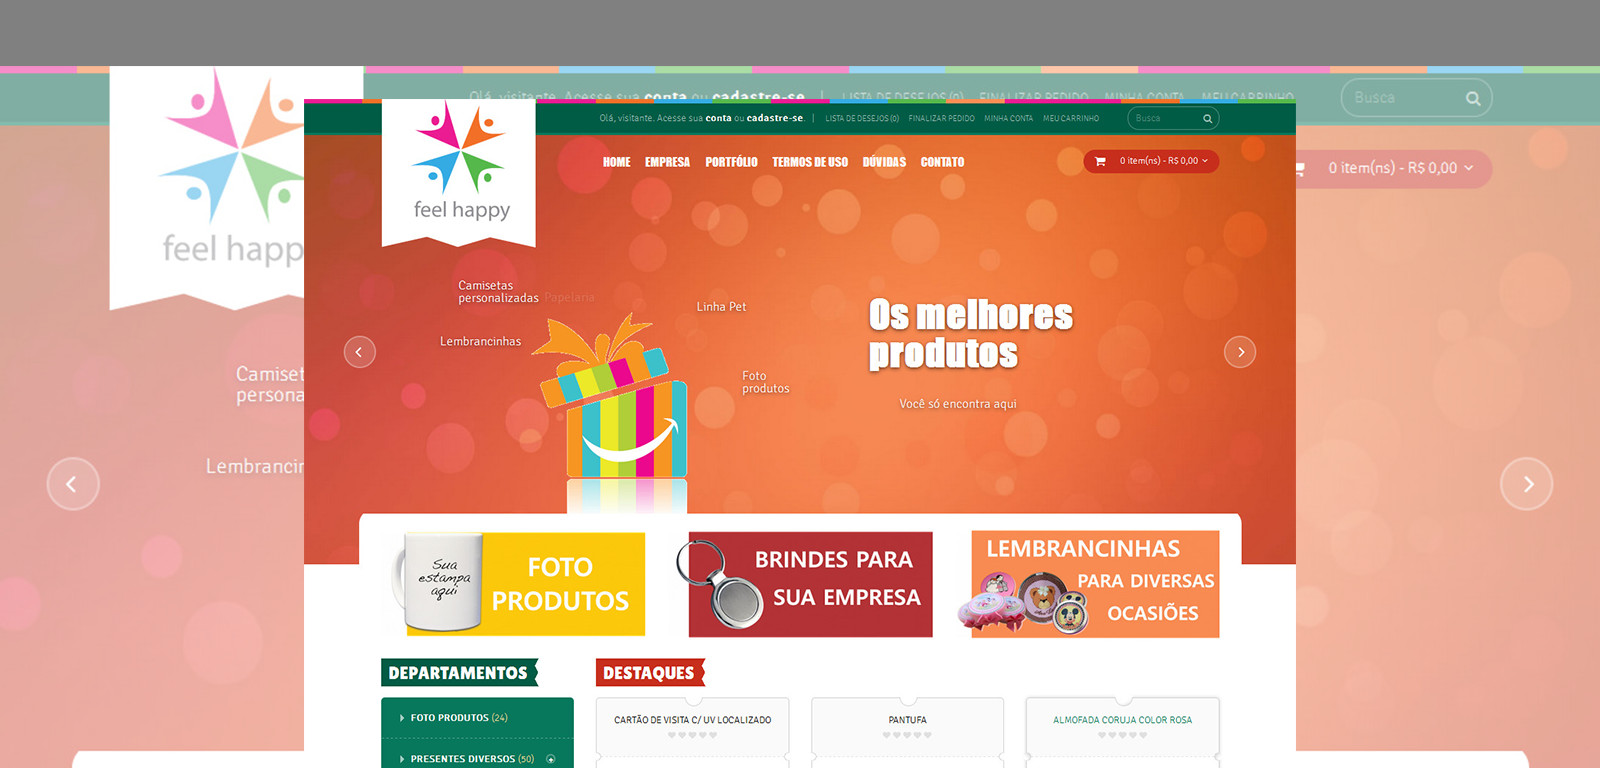 Olá, visitante. Acesse sua conta ou cadastre-se. | LISTA DE DESEJOS (0) FINALIZAR PEDIDO MINHA CONTA MEU CARRINHO
Busca
Olá, visitante. Acesse sua conta ou cadastre-se. | LISTA DE DESEJOS (0) FINALIZAR PEDIDO MINHA CONTA MEU CARRINHO Busca
HOME EMPRESA PORTFÓLIO TERMOS DE USO DÚVIDAS CONTATO
0 item(ns) - R$ 0,00
0 item(ns) - R$ 0,00
feel happy
feel happ
Camisetas
personalizadas
Papelaria
Linha Pet
Lembrancinhas
Foto
produtos
Os melhores
produtos
Você só encontra aqui
Camiset
persona
Lembrancin
Sua
estampa
aqui
FOTO
PRODUTOS
BRINDES PARA
SUA EMPRESA
LEMBRANCINHAS
PARA DIVERSAS
OCASIÕES
DEPARTAMENTOS
DESTAQUES
FOTO PRODUTOS (24)
PRESENTES DIVERSOS (50)
CARTÃO DE VISITA C/ UV LOCALIZADO
PANTUFA
ALMOFADA CORUJA COLOR ROSA